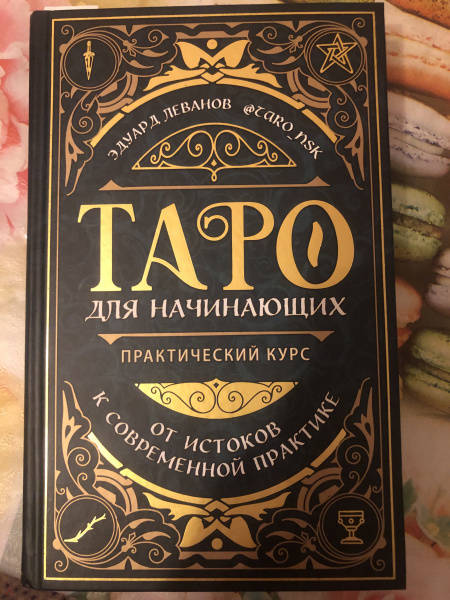 ЭДУАРД ЛЕВАНОВ @TARO_NSK
ТАРО
ДЛЯ НАЧИНАЮЩИХ
ПРАКТИЧЕСКИЙ КУРС
ОТ ИСТОКОВ
К СОВРЕМЕННОЙ ПРАКТИКЕ